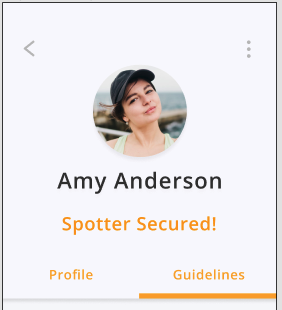 Amy Anderson
Spotter Secured!
Profile Guidelines